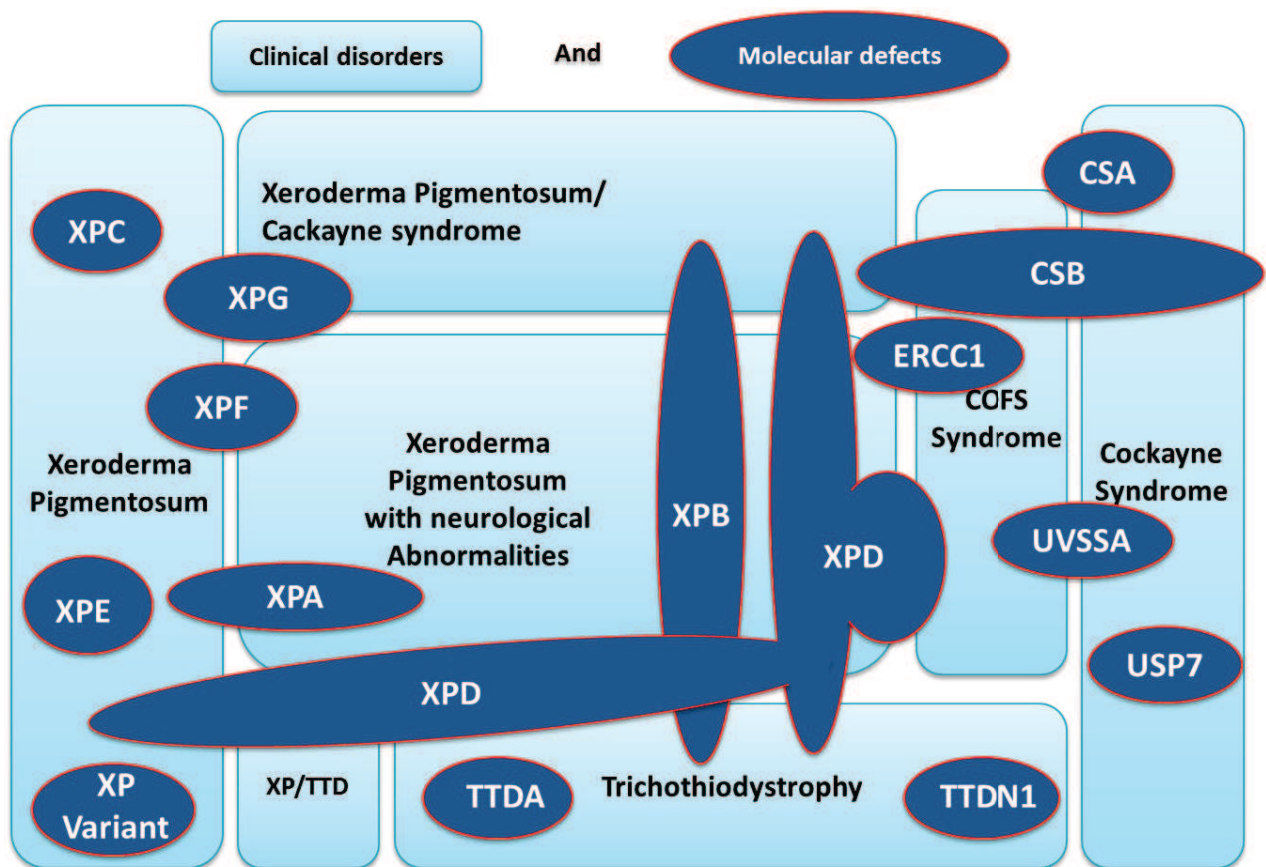 Clinical disorders
And
Molecular defects
CSA
Xeroderma Pigmentosum/
Cackayne syndrome
XPC
CSB
XPG
ERCC1
XPF
COFS
Syndrome
Xeroderma
Pigmentosum
Xeroderma
Pigmentosum
with neurological
Abnormalities
Cockayne
Syndrome
XPB
XPD
UVSSA
XPE
XPA
USP7
XPD
XP
Variant
XP/TTD
TTDA
Trichothiodystrophy
TTDN1